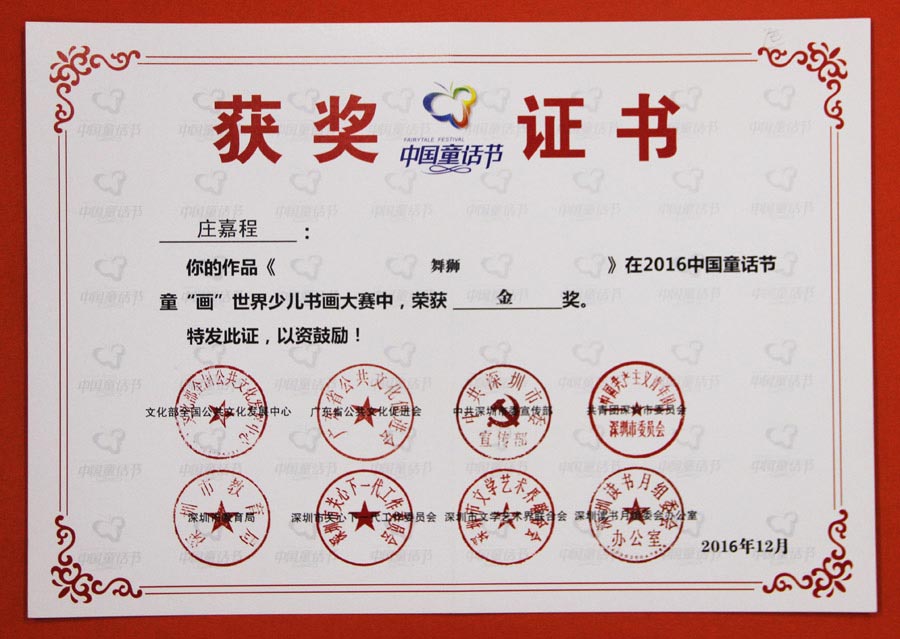 获奖 证书
FAIRYTALE FESTIVAL
中国童话节
庄嘉程：
你的作品《 舞狮 》在2016中国童话节
童“画”世界少儿书画大赛中，荣获 金 奖。
特发此证，以资鼓励！
文化部全国公共文化发展中心 广东省公共文化促进会 中共深圳市委宣传部 共青团深圳市委员会
深圳市教育局 深圳市关心下一代工作委员会 深圳市文学艺术界联合会 深圳读书月组委会办公室
2016年12月